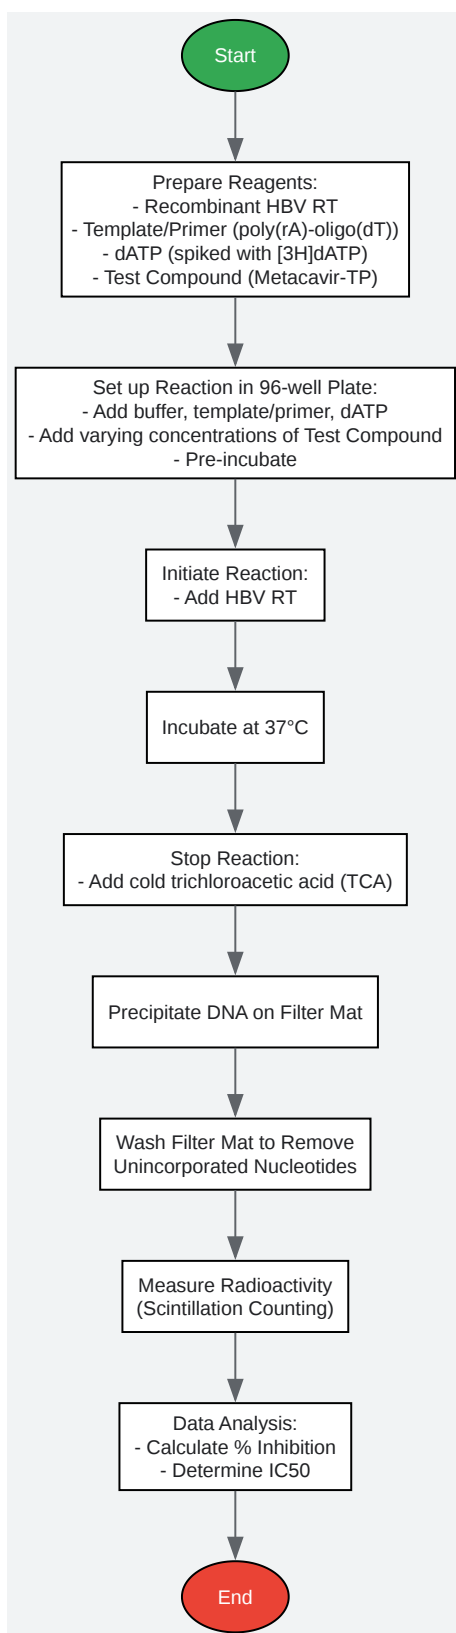 Start
Prepare Reagents:
- Recombinant HBV RT
- Template/Primer (poly(rA)-oligo(dT))
- dATP (spiked with [3H]dATP)
- Test Compound (Metacavir-TP)
Set up Reaction in 96-well Plate:
- Add buffer, template/primer, dATP
- Add varying concentrations of Test Compound
- Pre-incubate
Initiate Reaction:
- Add HBV RT
Incubate at 37°C
Stop Reaction:
- Add cold trichloroacetic acid (TCA)
Precipitate DNA on Filter Mat
Wash Filter Mat to Remove
Unincorporated Nucleotides
Measure Radioactivity
(Scintillation Counting)
Data Analysis:
- Calculate % Inhibition
- Determine IC50
End